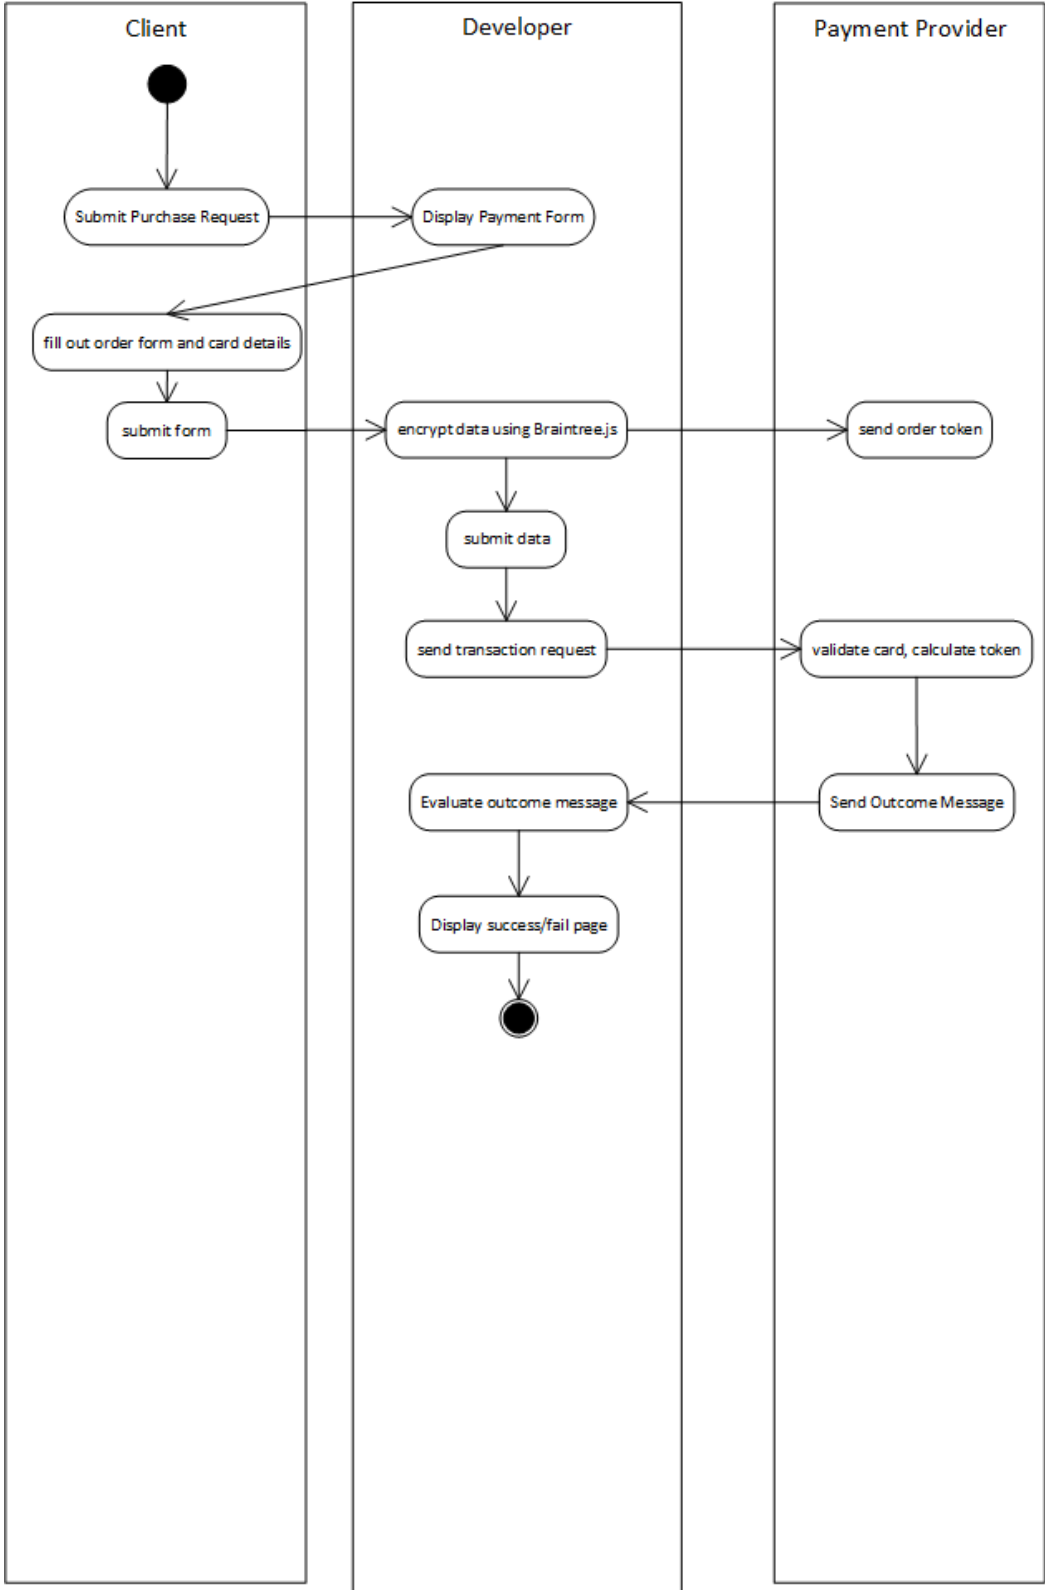 Client
Developer
Payment Provider
Submit Purchase Request
Display Payment Form
fill out order form and card details
submit form
encrypt data using Braintree.js
send order token
submit data
send transaction request
validate card, calculate token
Evaluate outcome message
Send Outcome Message
Display success/fail page